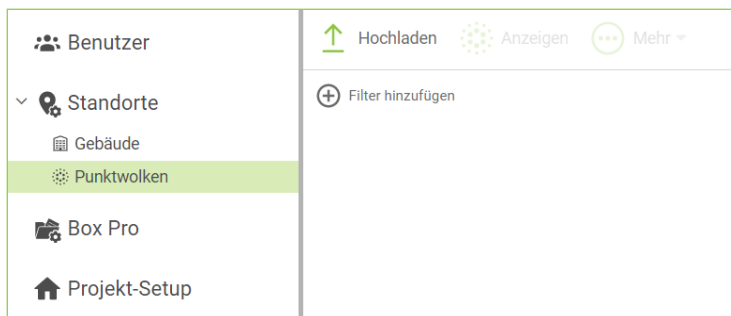 Benutzer
Standorte
Gebäude
Punktwolken
Box Pro
Projekt-Setup
Hochladen Anzeigen Mehr
Filter hinzufügen